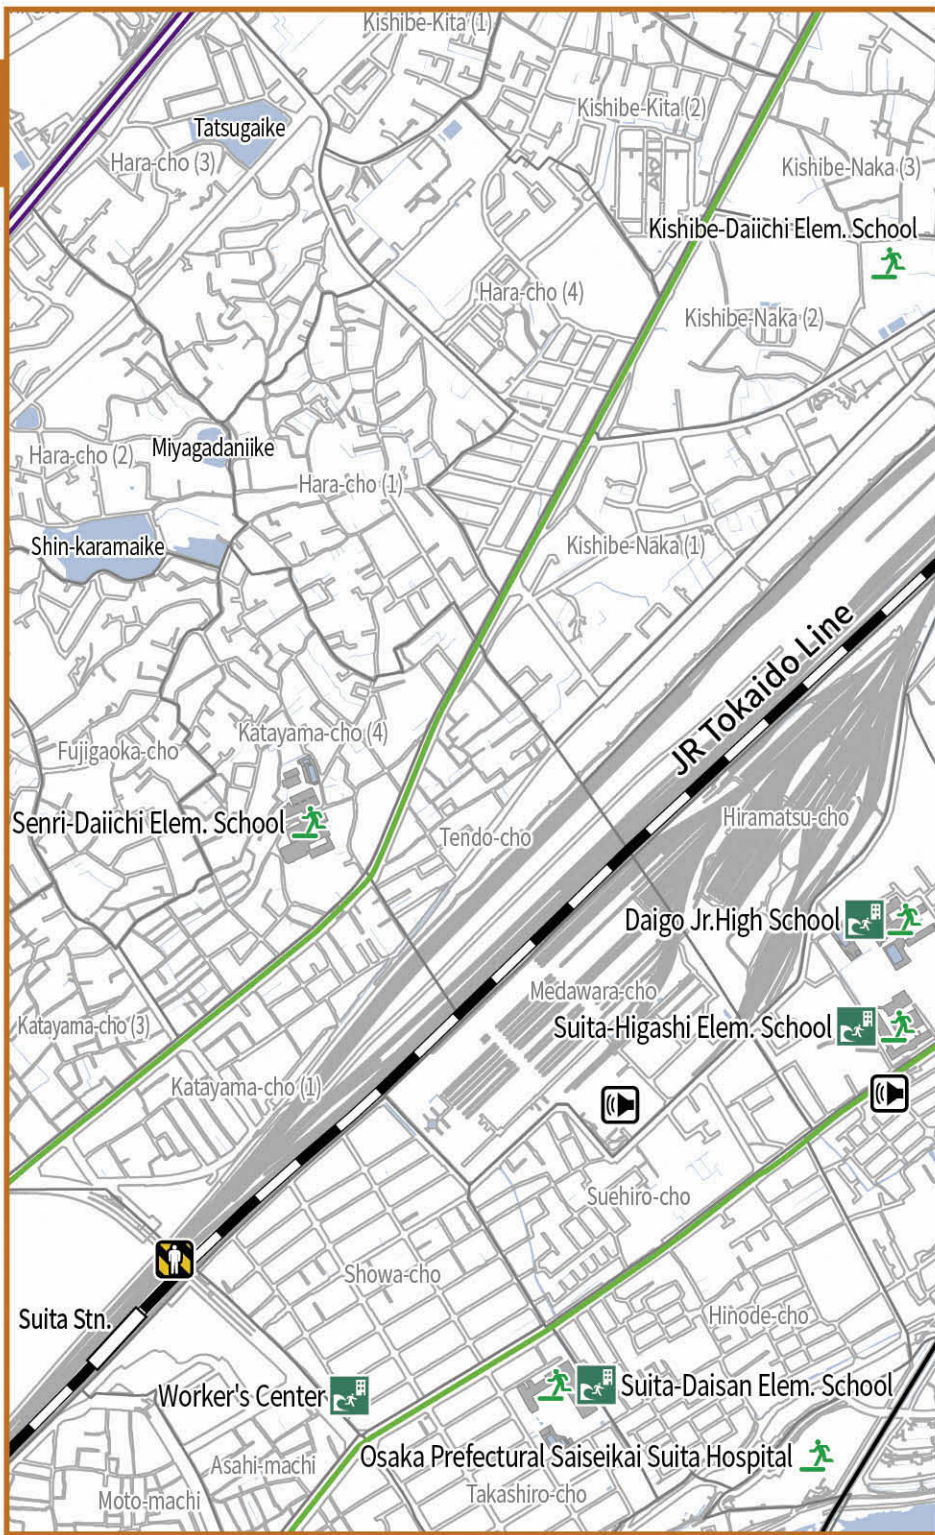 Kishibe-Kita (1)
Kishibe-Kita (2)
Tatsugaike
Hara-cho (3)
Kishibe-Naka (3)
Kishibe-Daiichi Elem. School
Hara-cho (4)
Kishibe-Naka (2)
Miyagadaniike
Hara-cho (2)
Hara-cho (1)
Shin-karamaike
Kishibe-Naka (1)
JR Tokaido Line
Katayama-cho (4)
Fujigaoka-cho
Senri-Daiichi Elem. School
Tendo-cho
Hiramatsu-cho
Daigo Jr.High School
Medawara-cho
Katayama-cho (3)
Suita-Higashi Elem. School
Katayama-cho (1)
Suehiro-cho
Showa-cho
Suita Stn.
Hinode-cho
Worker's Center
Suita-Daisan Elem. School
Osaka Prefectural Saiseikai Suita Hospital
Asahi-machi
Moto-machi
Takashiro-cho